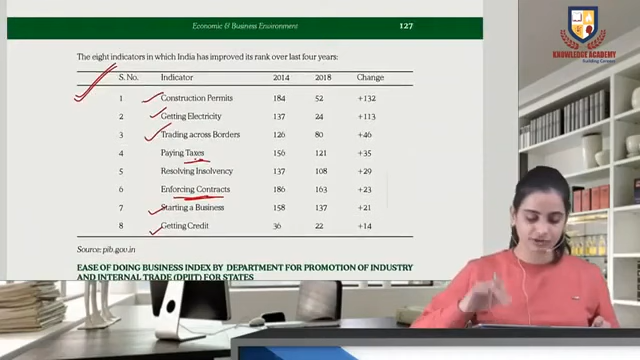 Economic & Business Environment 127
The eight indicators in which India has improved its rank over last four years:
S. No. Indicator 2014 2018 Change
1 Construction Permits 184 52 +132
2 Getting Electricity 137 24 +113
3 Trading across Borders 126 80 +46
4 Paying Taxes 156 121 +35
5 Resolving Insolvency 137 108 +29
6 Enforcing Contracts 186 163 +23
7 Starting a Business 158 137 +21
8 Getting Credit 36 22 +14
Source: pib.gov.in
EASE OF DOING BUSINESS INDEX BY DEPARTMENT FOR PROMOTION OF INDUSTRY
AND INTERNAL TRADE (DPIIT) FOR STATES
KNOWLEDGE ACADEMY
Building Careers